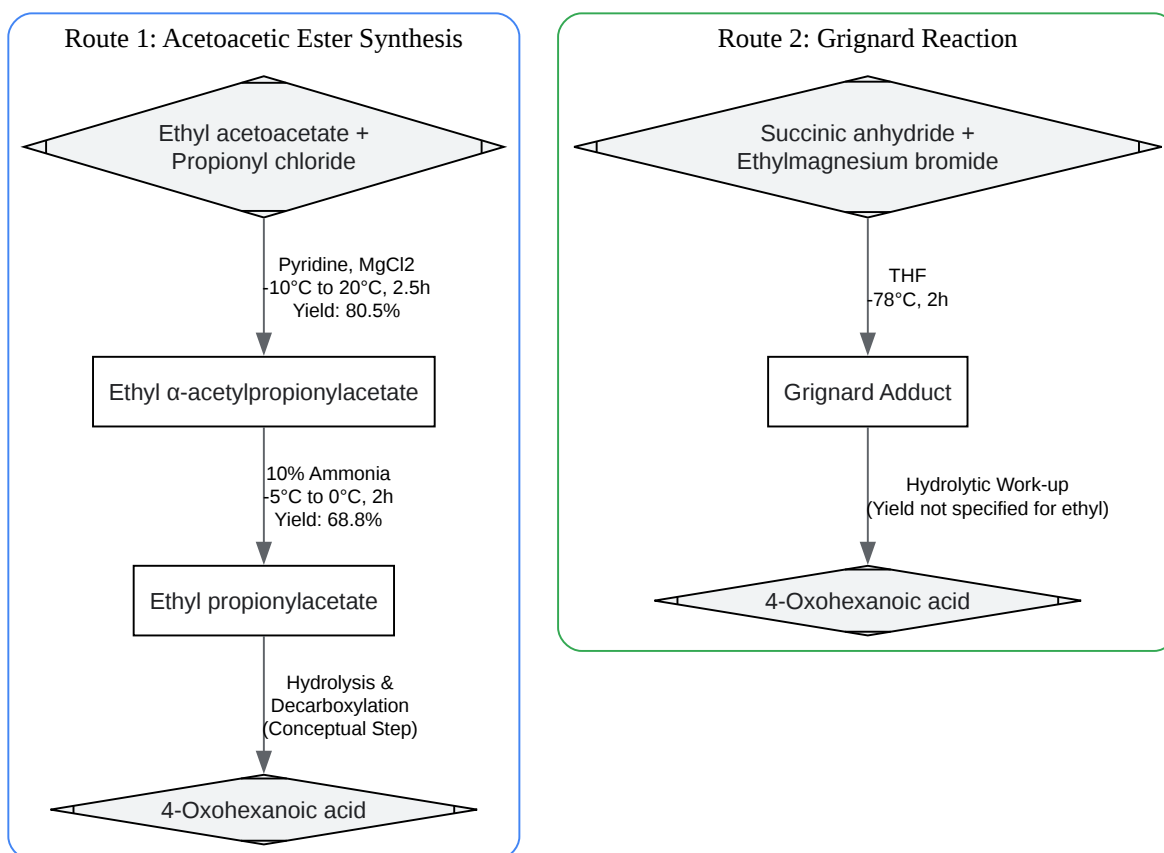 Route 1: Acetoacetic Ester Synthesis
Ethyl acetoacetate +
Propionyl chloride
Pyridine, MgCl2
-10°C to 20°C, 2.5h
Yield: 80.5%
Ethyl α-acetylpropionylacetate
10% Ammonia
-5°C to 0°C, 2h
Yield: 68.8%
Ethyl propionylacetate
Hydrolysis &
Decarboxylation
(Conceptual Step)
4-Oxohexanoic acid
Route 2: Grignard Reaction
Succinic anhydride +
Ethylmagnesium bromide
THF
-78°C, 2h
Grignard Adduct
Hydrolytic Work-up
(Yield not specified for ethyl)
4-Oxohexanoic acid